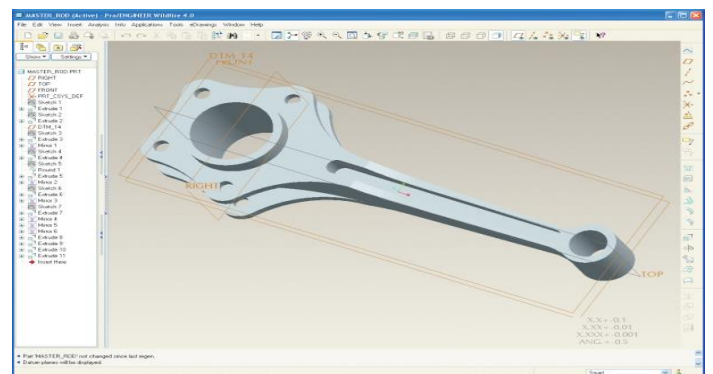 MASTER_ROD (Active) - Pro/ENGINEER Wildfire 4.0
File Edit View Insert Analysis Info Applications Tools eDrawings Window Help
Show Settings
MASTER_ROD.PRT
RIGHT
TOP
FRONT
PRT_CSYS_DEF
Sketch 1
Extrude 1
Sketch 2
Extrude 2
DTM_14
Sketch 3
Extrude 3
Mirror 1
Sketch 4
Extrude 4
Sketch 5
Round 1
Extrude 5
Mirror 2
Sketch 6
Extrude 6
Mirror 3
Sketch 7
Extrude 7
Mirror 4
Mirror 5
Mirror 6
Extrude 8
Extrude 9
Extrude 10
Extrude 11
Insert Here
DTM_14
FRONT
RIGHT
TOP
X.X+-0.1
X.XX+-0.01
X.XXX+-0.001
ANG.+-0.5
Part 'MASTER_ROD' not changed since last regen.
Datum planes will be displayed.
Smart